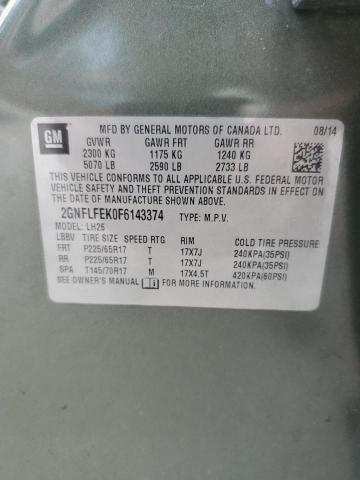 GM
MFD BY GENERAL MOTORS OF CANADA LTD. 08/14
GVWR GAWR FRT GAWR RR
2300 KG 1175 KG 1240 KG
5070 LB 2590 LB 2733 LB
THIS VEHICLE CONFORMS TO ALL APPLICABLE U.S. FEDERAL MOTOR
VEHICLE SAFETY AND THEFT PREVENTION STANDARDS IN EFFECT ON THE
DATE OF MANUFACTURE SHOWN ABOVE.
2GNFLFEK0F6143374 TYPE: M.P.V.
MODEL: LH26
LBBV TIRE SIZE SPEED RTG RIM COLD TIRE PRESSURE
FRT P225/65R17 T 17X7J 240KPA(35PSI)
RR P225/65R17 T 17X7J 240KPA(35PSI)
SPA T145/70R17 M 17X4.5T 420KPA(60PSI)
SEE OWNER'S MANUAL FOR MORE INFORMATION.